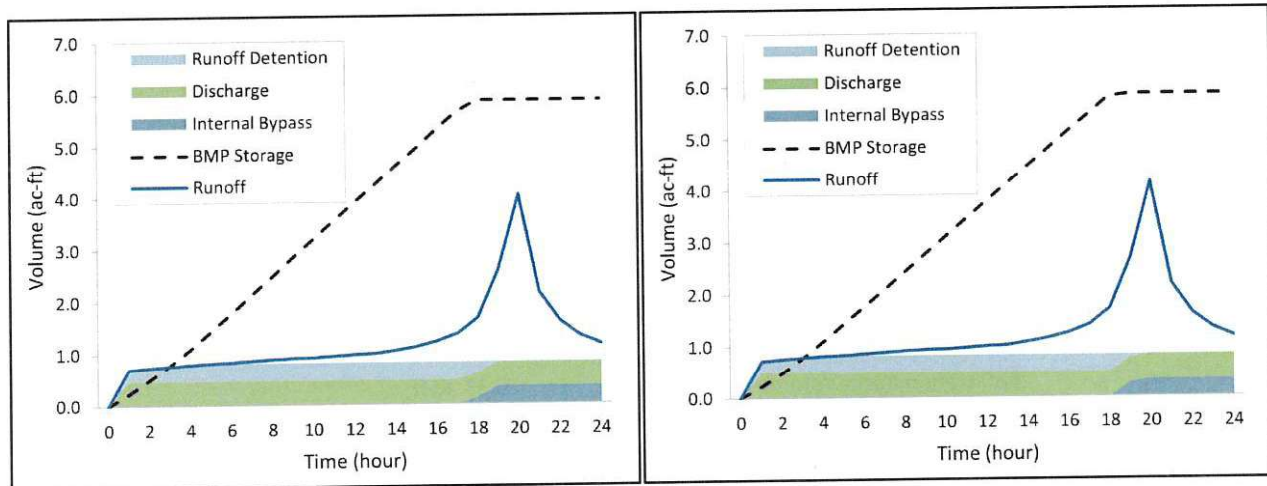 7.0
6.0
5.0
4.0
3.0
2.0
1.0
0.0
Volume (ac-ft)
Runoff Detention
Discharge
Internal Bypass
BMP Storage
Runoff
0 2 4 6 8 10 12 14 16 18 20 22 24
Time (hour)
7.0
6.0
5.0
4.0
3.0
2.0
1.0
0.0
Volume (ac-ft)
Runoff Detention
Discharge
Internal Bypass
BMP Storage
Runoff
0 2 4 6 8 10 12 14 16 18 20 22 24
Time (hour)